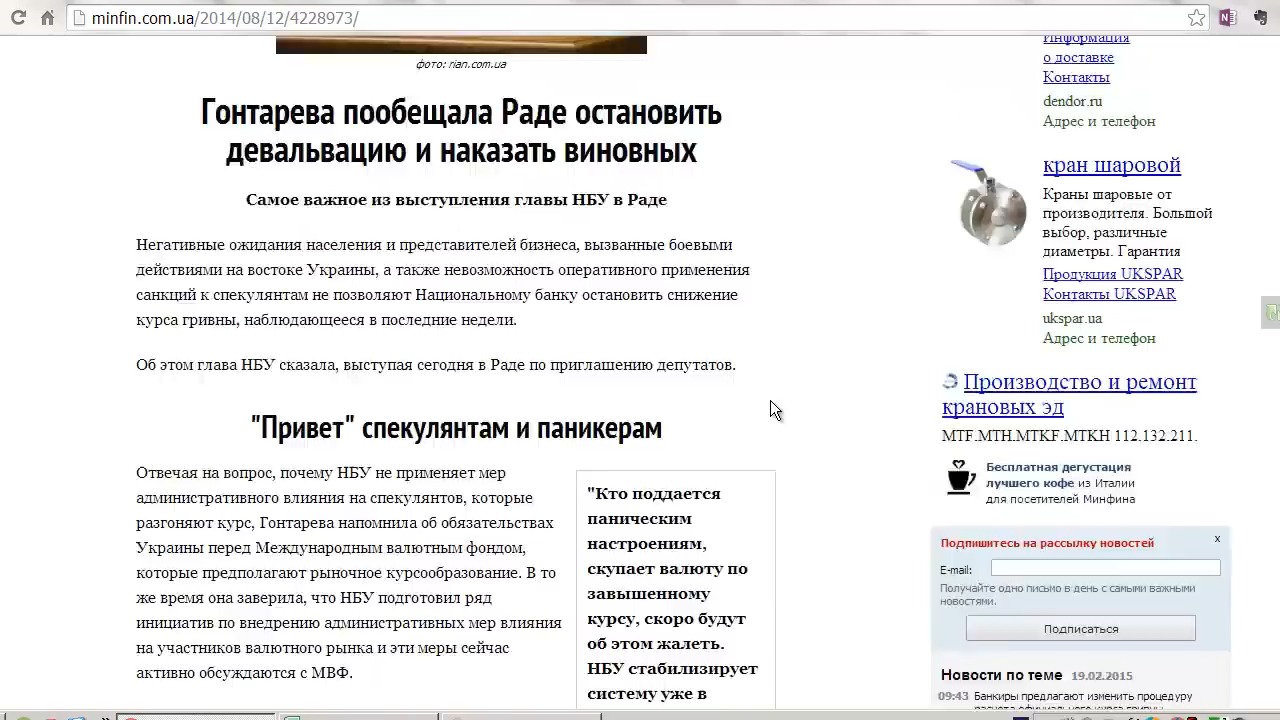 minfin.com.ua/2014/08/12/4228973/
фото: rian.com.ua
Гонтарева пообещала Раде остановить
девальвацию и наказать виновных
Самое важное из выступления главы НБУ в Раде
Негативные ожидания населения и представителей бизнеса, вызванные боевыми
действиями на востоке Украины, а также невозможность оперативного применения
санкций к спекулянтам не позволяют Национальному банку остановить снижение
курса гривны, наблюдающееся в последние недели.
Об этом глава НБУ сказала, выступая сегодня в Раде по приглашению депутатов.
"Привет" спекулянтам и паникерам
Отвечая на вопрос, почему НБУ не применяет мер
административного влияния на спекулянтов, которые
разгоняют курс, Гонтарева напомнила об обязательствах
Украины перед Международным валютным фондом,
которые предполагают рыночное курсообразование. В то
же время она заверила, что НБУ подготовил ряд
инициатив по внедрению административных мер влияния
на участников валютного рынка и эти меры сейчас
активно обсуждаются с МВФ.
"Кто поддается
паническим
настроениям,
скупает валюту по
завышенному
курсу, скоро будут
об этом жалеть.
НБУ стабилизирует
систему уже в
Информация
о доставке
Контакты
dendor.ru
Адрес и телефон
кран шаровой
Краны шаровые от
производителя. Большой
выбор, различные
диаметры. Гарантия
Продукция UKSPAR
Контакты UKSPAR
ukspar.ua
Адрес и телефон
Производство и ремонт
крановых эд
MTF.MTH.MTKF.MTKH 112.132.211.
Бесплатная дегустация
лучшего кофе из Италии
для посетителей Минфина
Подпишитесь на рассылку новостей
x
E-mail:
Получайте одно письмо в день с самыми важными
новостями.
Подписаться
Новости по теме 19.02.2015
09:43 Банкиры предлагают изменить процедуру
расчета официального курса гривны